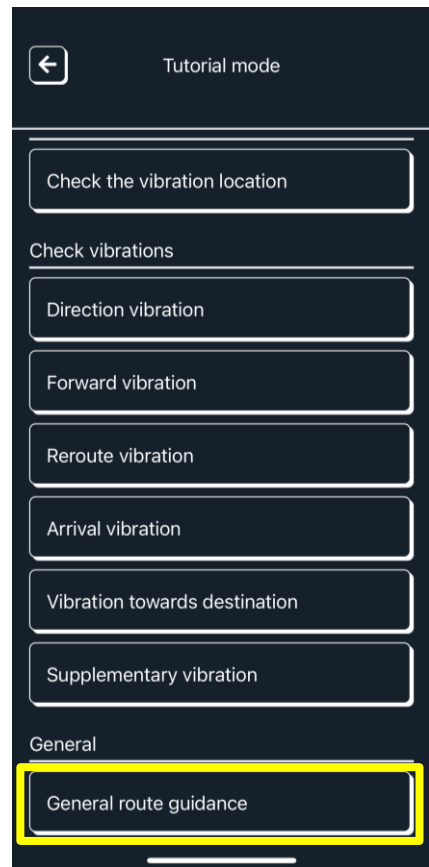 Tutorial mode
Check the vibration location
Check vibrations
Direction vibration
Forward vibration
Reroute vibration
Arrival vibration
Vibration towards destination
Supplementary vibration
General
General route guidance